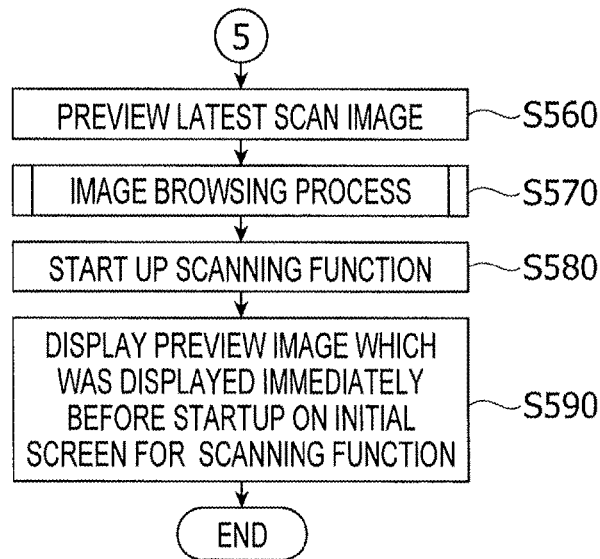 5
PREVIEW LATEST SCAN IMAGE
S560
IMAGE BROWSING PROCESS
S570
START UP SCANNING FUNCTION
S580
DISPLAY PREVIEW IMAGE WHICH
WAS DISPLAYED IMMEDIATELY
BEFORE STARTUP ON INITIAL
SCREEN FOR SCANNING FUNCTION
S590
END